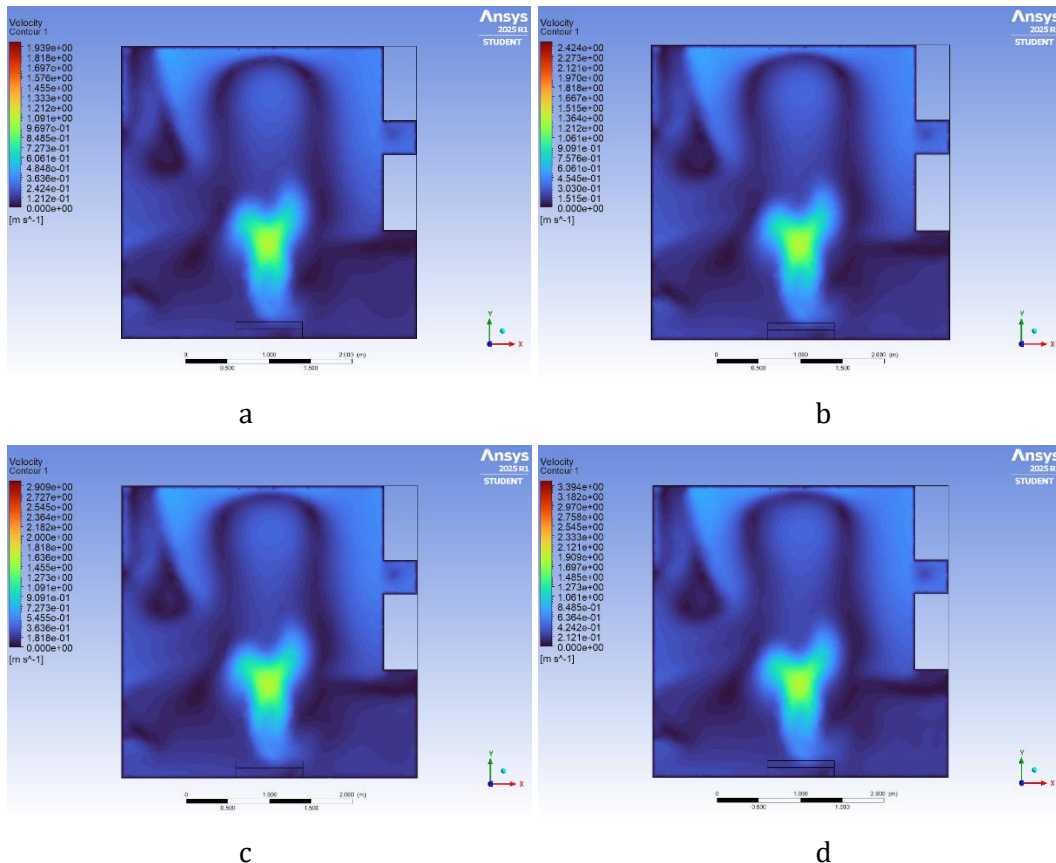 Velocity
Contour 1
1.939e+00
1.818e+00
1.697e+00
1.576e+00
1.455e+00
1.333e+00
1.212e+00
1.091e+00
9.697e-01
8.485e-01
7.273e-01
6.061e-01
4.848e-01
3.636e-01
2.424e-01
1.212e-01
0.000e+00
[m s^-1]
Ansys
2025 R1
STUDENT
Y
X
0 1.000 2.000 (m)
0.500 1.500
a
Velocity
Contour 1
2.424e+00
2.273e+00
2.121e+00
1.970e+00
1.818e+00
1.667e+00
1.515e+00
1.364e+00
1.212e+00
1.061e+00
9.091e-01
7.576e-01
6.061e-01
4.545e-01
3.030e-01
1.515e-01
0.000e+00
[m s^-1]
Ansys
2025 R1
STUDENT
Y
X
0 1.000 2.000 (m)
0.500 1.500
b
Velocity
Contour 1
2.909e+00
2.727e+00
2.545e+00
2.364e+00
2.182e+00
2.000e+00
1.818e+00
1.636e+00
1.455e+00
1.273e+00
1.091e+00
9.091e-01
7.273e-01
5.455e-01
3.636e-01
1.818e-01
0.000e+00
[m s^-1]
Ansys
2025 R1
STUDENT
Y
X
0 1.000 2.000 (m)
0.500 1.500
c
Velocity
Contour 1
3.394e+00
3.182e+00
2.970e+00
2.758e+00
2.545e+00
2.333e+00
2.121e+00
1.909e+00
1.697e+00
1.485e+00
1.273e+00
1.061e+00
8.485e-01
6.364e-01
4.242e-01
2.121e-01
0.000e+00
[m s^-1]
Ansys
2025 R1
STUDENT
Y
X
0 1.000 2.000 (m)
0.500 1.500
d